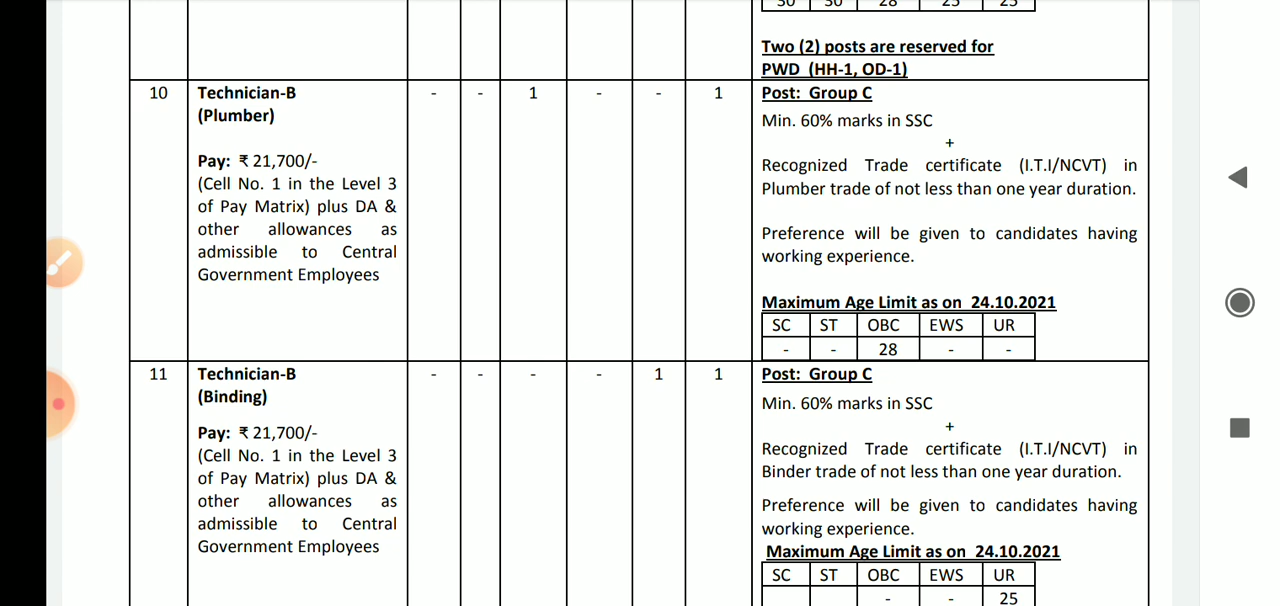 30 30 28 25 25
Two (2) posts are reserved for
PWD (HH-1, OD-1)
10 Technician-B - - 1 - - 1 Post: Group C
(Plumber)
Min. 60% marks in SSC
+
Pay: ₹ 21,700/-
Recognized Trade certificate (I.T.I/NCVT) in
(Cell No. 1 in the Level 3
Plumber trade of not less than one year duration.
of Pay Matrix) plus DA &
other allowances as
Preference will be given to candidates having
admissible to Central
working experience.
Government Employees
Maximum Age Limit as on 24.10.2021
SC ST OBC EWS UR
- - 28 - -
11 Technician-B - - - - 1 1 Post: Group C
(Binding)
Min. 60% marks in SSC
+
Pay: ₹ 21,700/-
Recognized Trade certificate (I.T.I/NCVT) in
(Cell No. 1 in the Level 3
Binder trade of not less than one year duration.
of Pay Matrix) plus DA &
other allowances as
Preference will be given to candidates having
admissible to Central
working experience.
Government Employees
Maximum Age Limit as on 24.10.2021
SC ST OBC EWS UR
- - 25